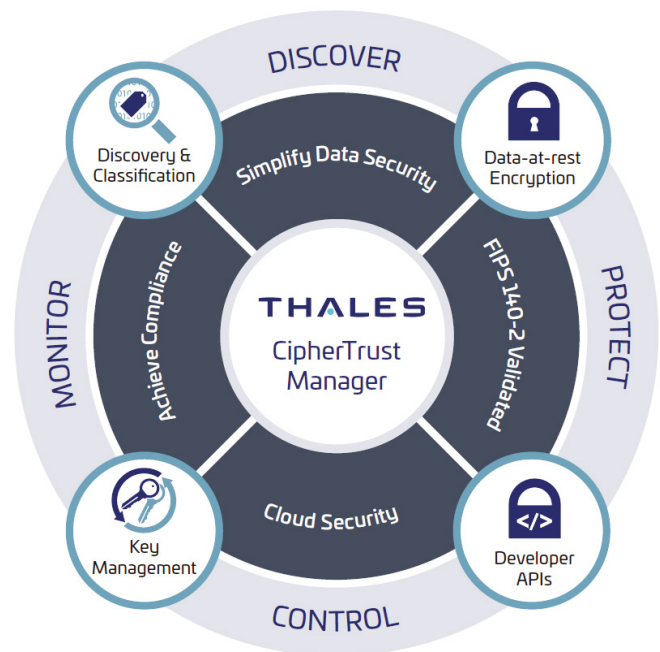 DISCOVER
Discovery &
Classification
Simplify Data Security
Data-at-rest
Encryption
MONITOR
Achieve Compliance
THALES
CipherTrust
Manager
FIPS 140-2 Validated
PROTECT
Key
Management
Cloud Security
</>
Developer
APIs
CONTROL